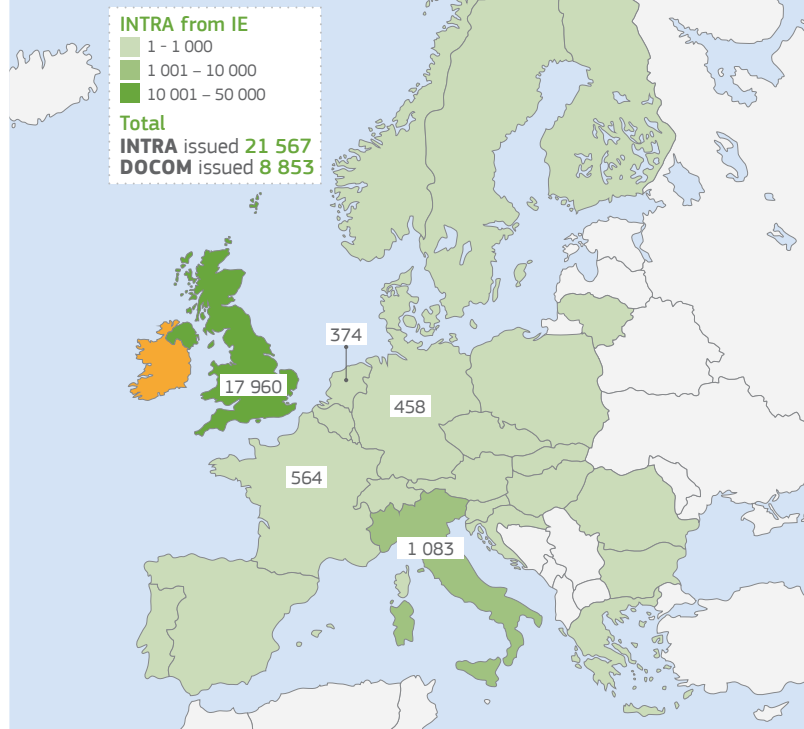 INTRA from IE
1 - 1 000
1 001 – 10 000
10 001 – 50 000
Total
INTRA issued 21 567
DOCOM issued 8 853
374
17 960
458
564
1 083